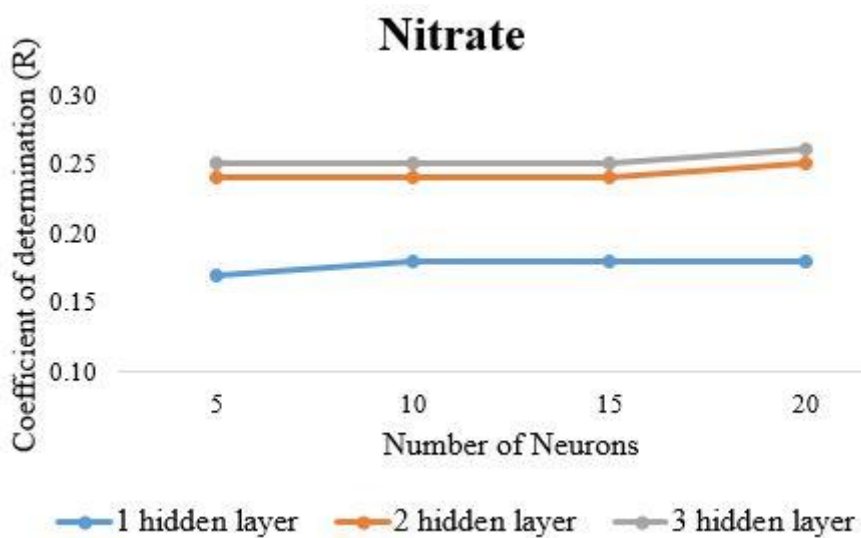 Nitrate
Coefficient of determination (R)
0.30
0.25
0.20
0.15
0.10
5 10 15 20
Number of Neurons
1 hidden layer 2 hidden layer 3 hidden layer